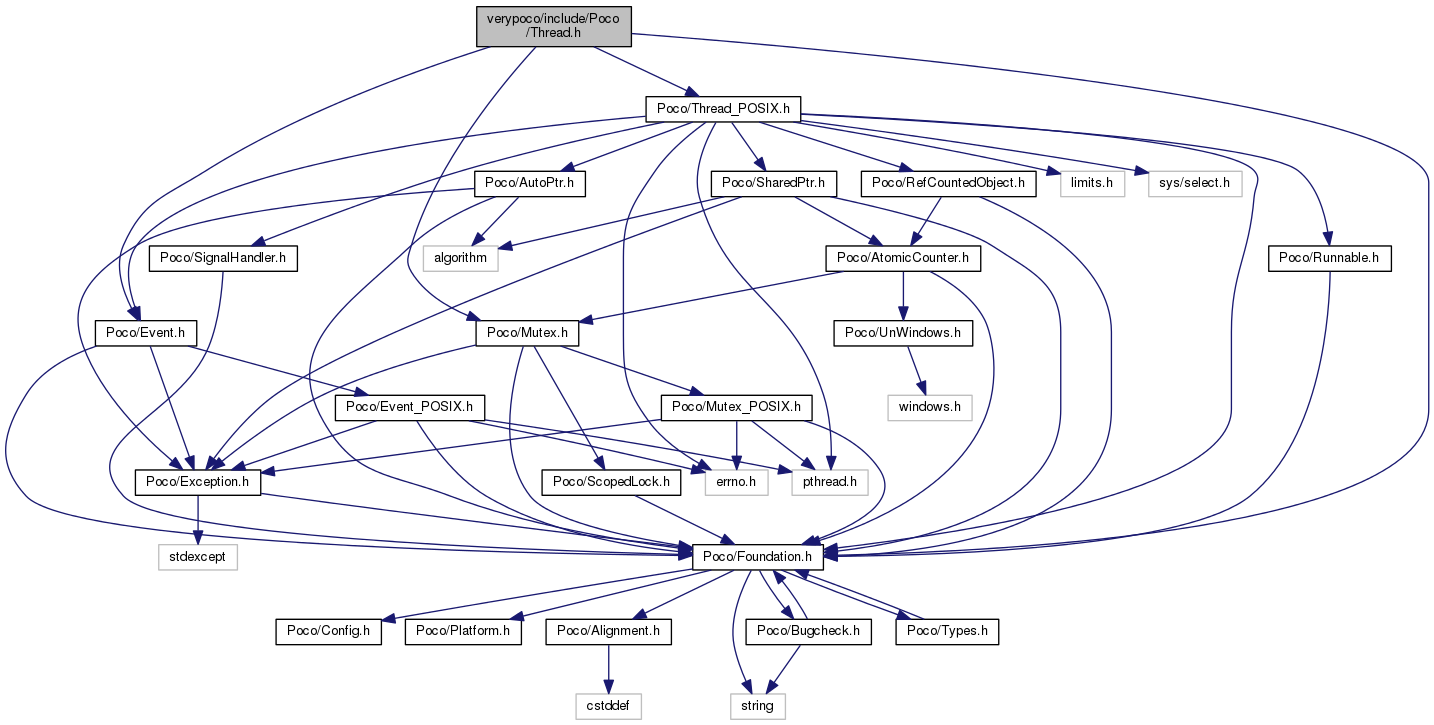 verypoco/include/Poco
/Thread.h
Poco/Thread_POSIX.h
Poco/AutoPtr.h
Poco/SharedPtr.h
Poco/RefCountedObject.h
limits.h
sys/select.h
Poco/SignalHandler.h
algorithm
Poco/AtomicCounter.h
Poco/Runnable.h
Poco/Event.h
Poco/Mutex.h
Poco/UnWindows.h
Poco/Event_POSIX.h
Poco/Mutex_POSIX.h
windows.h
Poco/Exception.h
Poco/ScopedLock.h
errno.h
pthread.h
stdexcept
Poco/Foundation.h
Poco/Config.h
Poco/Platform.h
Poco/Alignment.h
Poco/Bugcheck.h
Poco/Types.h
cstddef
string